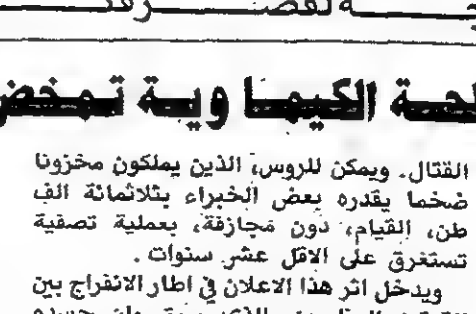 لحة الكيماوية تمخض
القتال. ويمكن للروس، الذين يملكون مخزونا
ضخما يقدره بعض الخبراء بثلاثمائة الف
طن، القيام، دون مجازفة، بعملية تصفية
تستغرق على الاقل عشر سنوات.
ويدخل اثر هذا الاعلان في اطار الانفراج بين